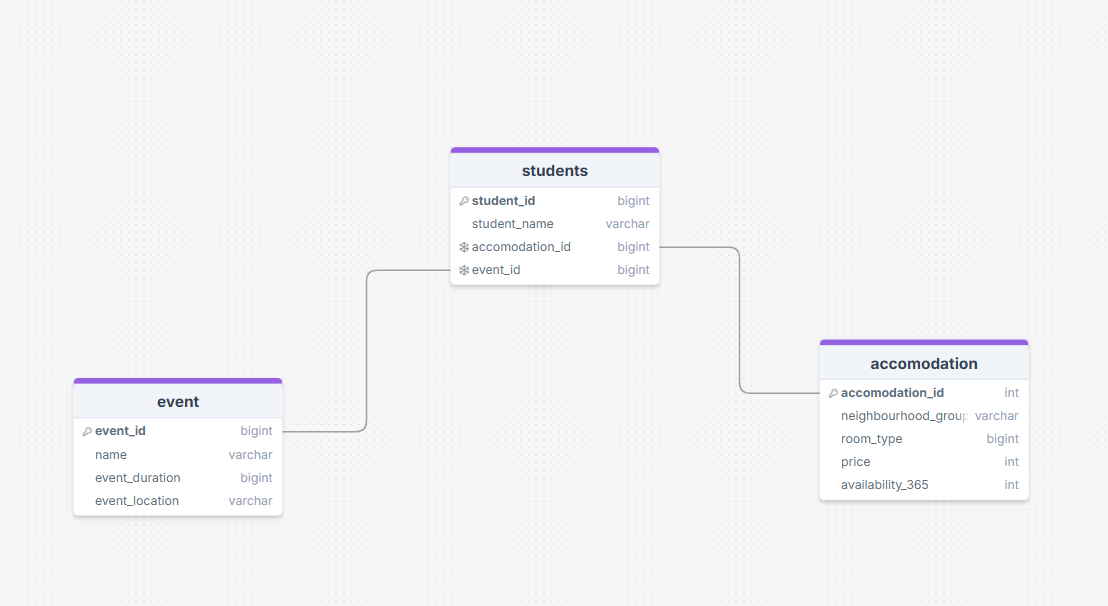 students
student_id bigint
student_name varchar
accomodation_id bigint
event_id bigint
event
event_id bigint
name varchar
event_duration bigint
event_location varchar
accomodation
accomodation_id int
neighbourhood_group varchar
room_type bigint
price int
availability_365 int